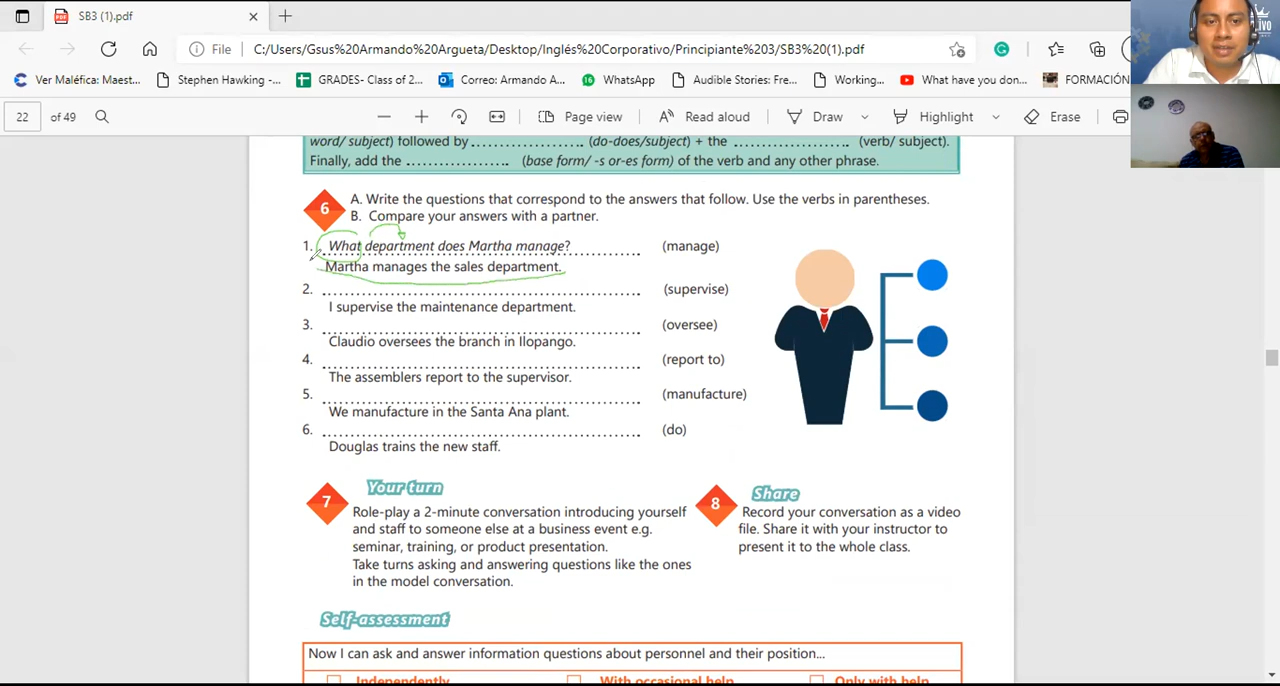 SB3 (1).pdf
22 of 49
File C:/Users/Gsus%20Armando%20Argueta/Desktop/Inglés%20Corporativo/Principiante%203/SB3%20(1).pdf
Ver Maléfica: Maest... Stephen Hawking -... GRADES- Class of 2... Correo: Armando A... WhatsApp Audible Stories: Fre... Working... What have you don... FORMACIÓN
Page view Read aloud Draw Highlight Erase
word/ subject) followed by (do-does/subject) + the (verb/ subject).
Finally, add the (base form/ -s or-es form) of the verb and any other phrase.
6 A. Write the questions that correspond to the answers that follow. Use the verbs in parentheses.
B. Compare your answers with a partner.
1. What department does Martha manage? (manage)
Martha manages the sales department.
2. (supervise)
I supervise the maintenance department.
3. (oversee)
Claudio oversees the branch in Ilopango.
4. (report to)
The assemblers report to the supervisor.
5. (manufacture)
We manufacture in the Santa Ana plant.
6. (do)
Douglas trains the new staff.
7 Your turn
Role-play a 2-minute conversation introducing yourself
and staff to someone else at a business event e.g.
seminar, training, or product presentation.
Take turns asking and answering questions like the ones
in the model conversation.
8 Share
Record your conversation as a video
file. Share it with your instructor to
present it to the whole class.
Self-assessment
Now I can ask and answer information questions about personnel and their position...
Independently With occasional help Only with help